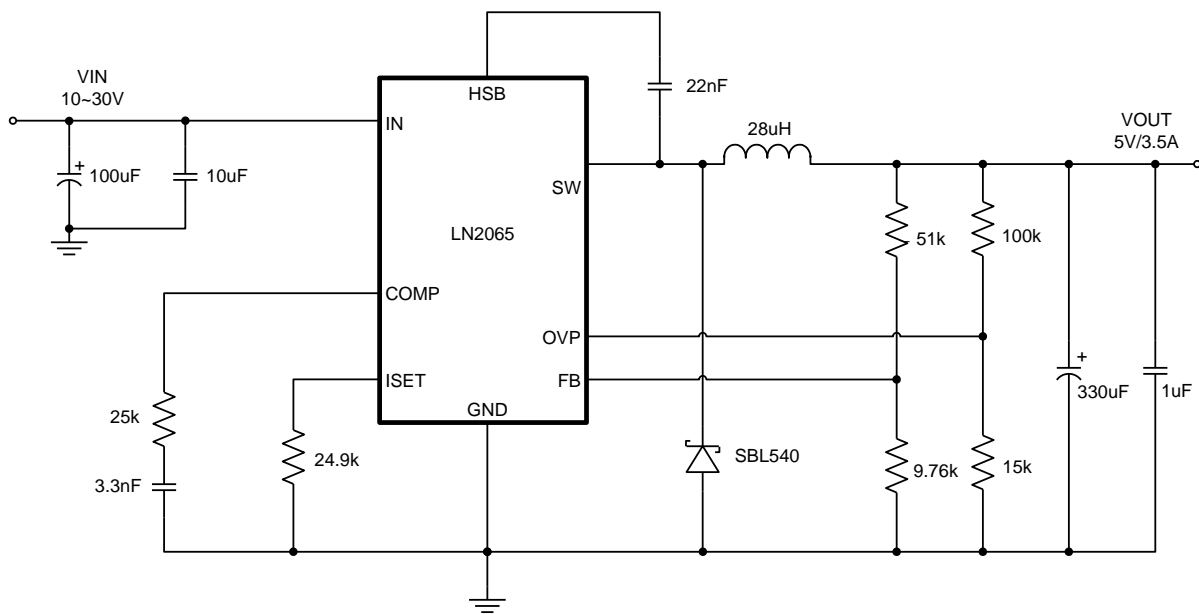 VIN
10~30V
100uF
+
10uF
IN
HSB
22nF
28uH
VOUT
5V/3.5A
SW
LN2065
51k
100k
COMP
OVP
ISET
FB
GND
25k
3.3nF
24.9k
SBL540
9.76k
15k
+
330uF
1uF